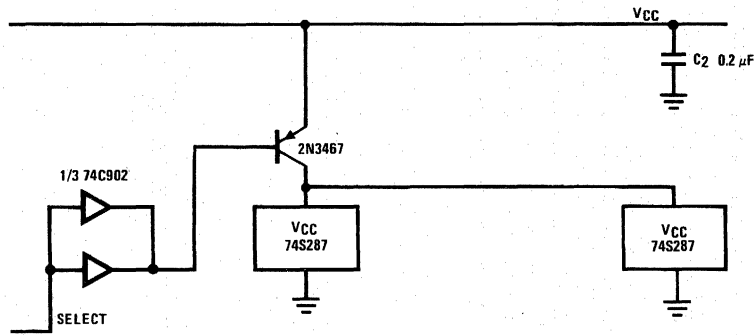 VCC
C2 0.2 μF
2N3467
1/3 74C902
VCC
74S287
VCC
74S287
SELECT